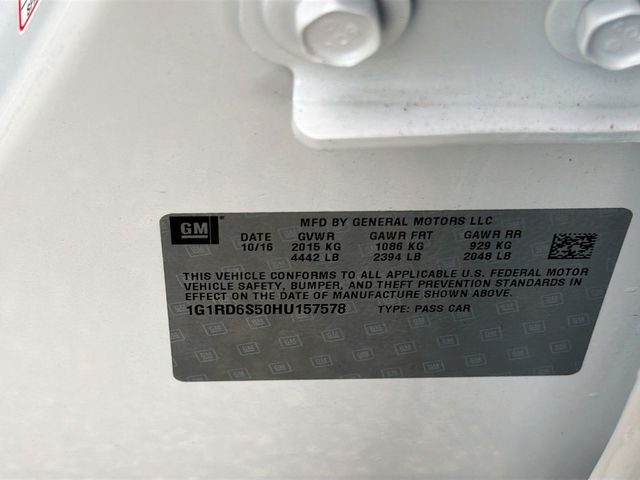 GM
MFD BY GENERAL MOTORS LLC
DATE GVWR GAWR FRT GAWR RR
10/16 2015 KG 1086 KG 929 KG
4442 LB 2394 LB 2048 LB
THIS VEHICLE CONFORMS TO ALL APPLICABLE U.S. FEDERAL MOTOR
VEHICLE SAFETY, BUMPER, AND THEFT PREVENTION STANDARDS IN
EFFECT ON THE DATE OF MANUFACTURE SHOWN ABOVE.
1G1RD6S50HU157578 TYPE: PASS CAR